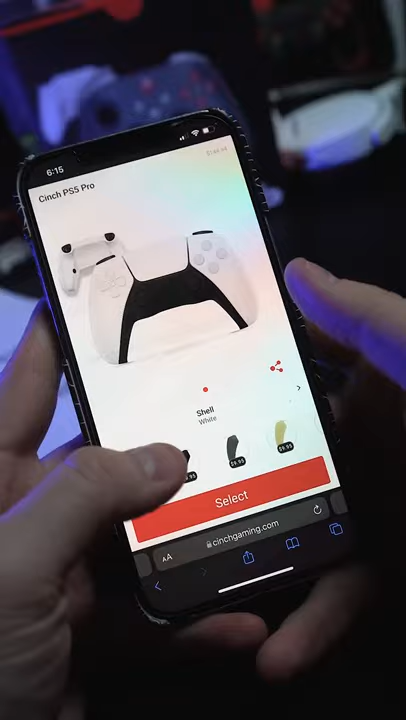 6:15
Cinch PS5 Pro
Shell
White
$9.95
$9.95
Select
AA
cinchgaming.com